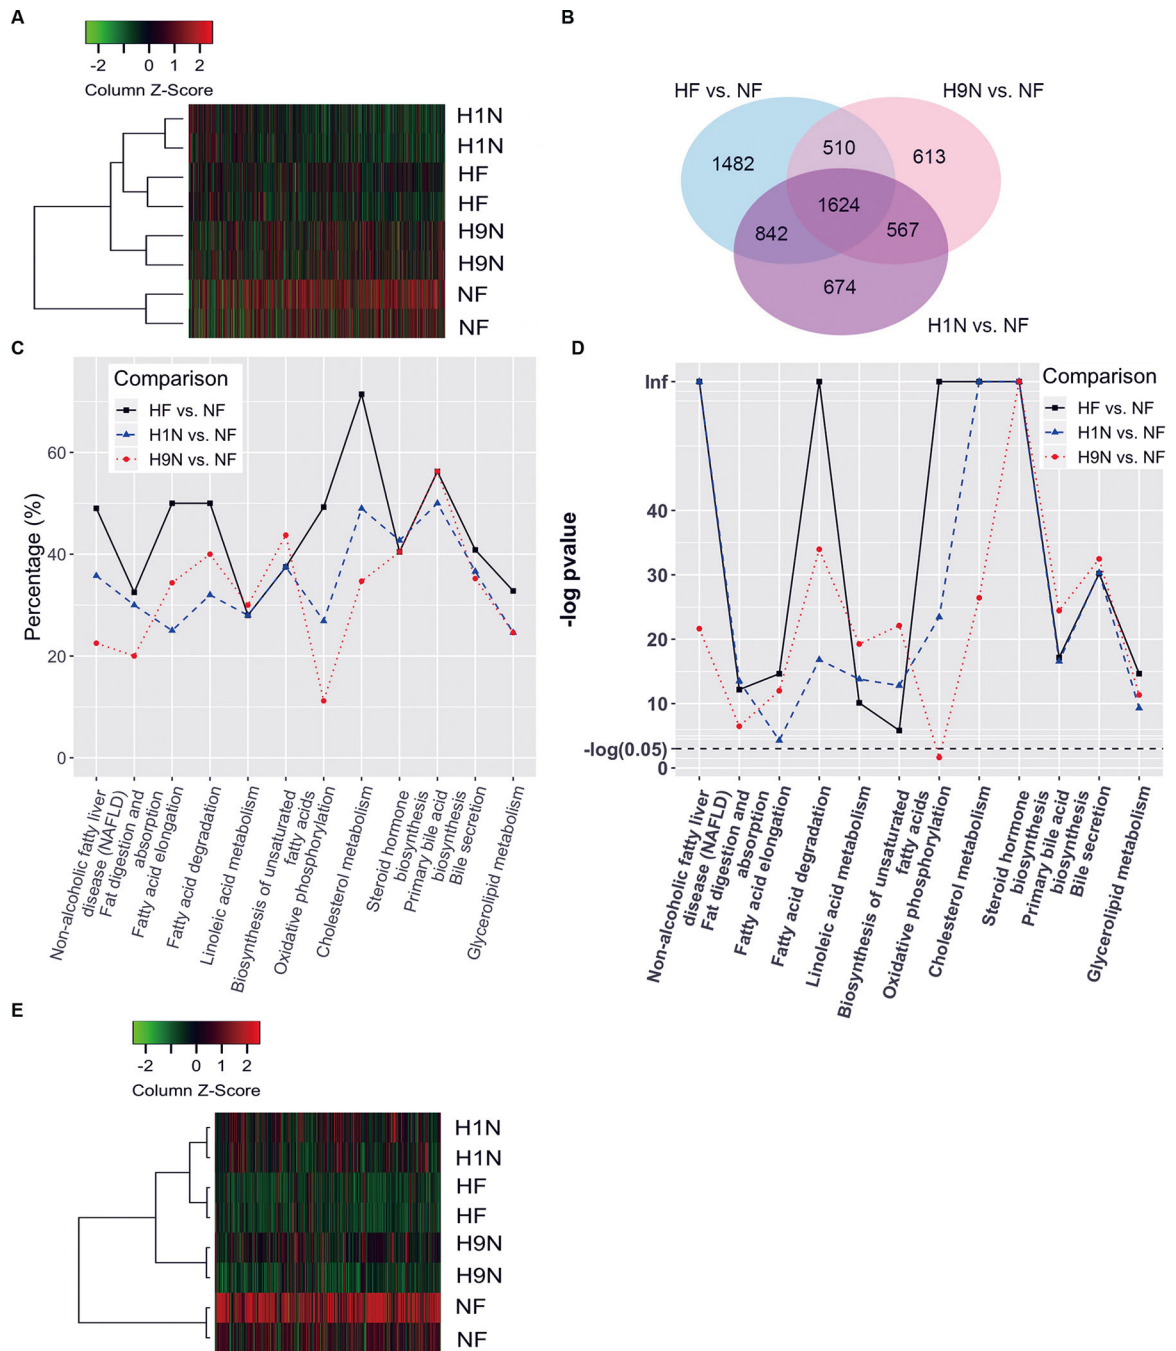 A
-2
0
1
2
Column Z-Score
H1N
H1N
HF
HF
H9N
H9N
NF
NF
B
HF vs. NF
H9N vs. NF
1482
510
613
1624
842
567
674
H1N vs. NF
C
Comparison
HF vs. NF
H1N vs. NF
H9N vs. NF
Percentage (%)
60
40
20
0
Non-alcoholic fatty liver
disease (NAFLD)
Fat digestion and
absorption
Fatty acid elongation
Fatty acid degradation
Linoleic acid metabolism
Biosynthesis of unsaturated
fatty acids
Oxidative phosphorylation
Cholesterol metabolism
Steroid hormone
biosynthesis
Primary bile acid
biosynthesis
Bile secretion
Glycerolipid metabolism
D
Comparison
HF vs. NF
H1N vs. NF
H9N vs. NF
-log pvalue
Inf
40
30
20
10
-log(0.05)
0
Non-alcoholic fatty liver
disease (NAFLD)
Fat digestion and
absorption
Fatty acid elongation
Fatty acid degradation
Linoleic acid metabolism
Biosynthesis of unsaturated
fatty acids
Oxidative phosphorylation
Cholesterol metabolism
Steroid hormone
biosynthesis
Primary bile acid
biosynthesis
Bile secretion
Glycerolipid metabolism
E
-2
0
1
2
Column Z-Score
H1N
H1N
HF
HF
H9N
H9N
NF
NF